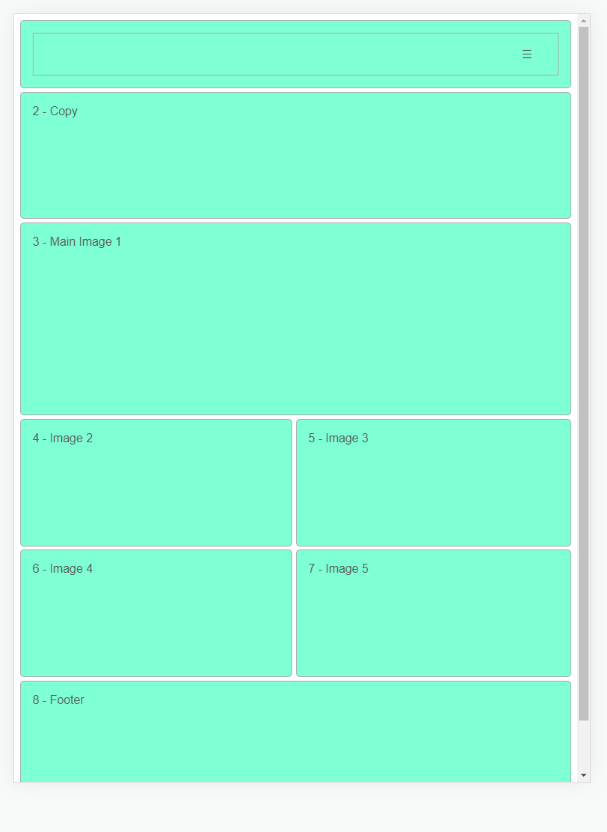 ☰
2 - Copy
3 - Main Image 1
4 - Image 2
5 - Image 3
6 - Image 4
7 - Image 5
8 - Footer